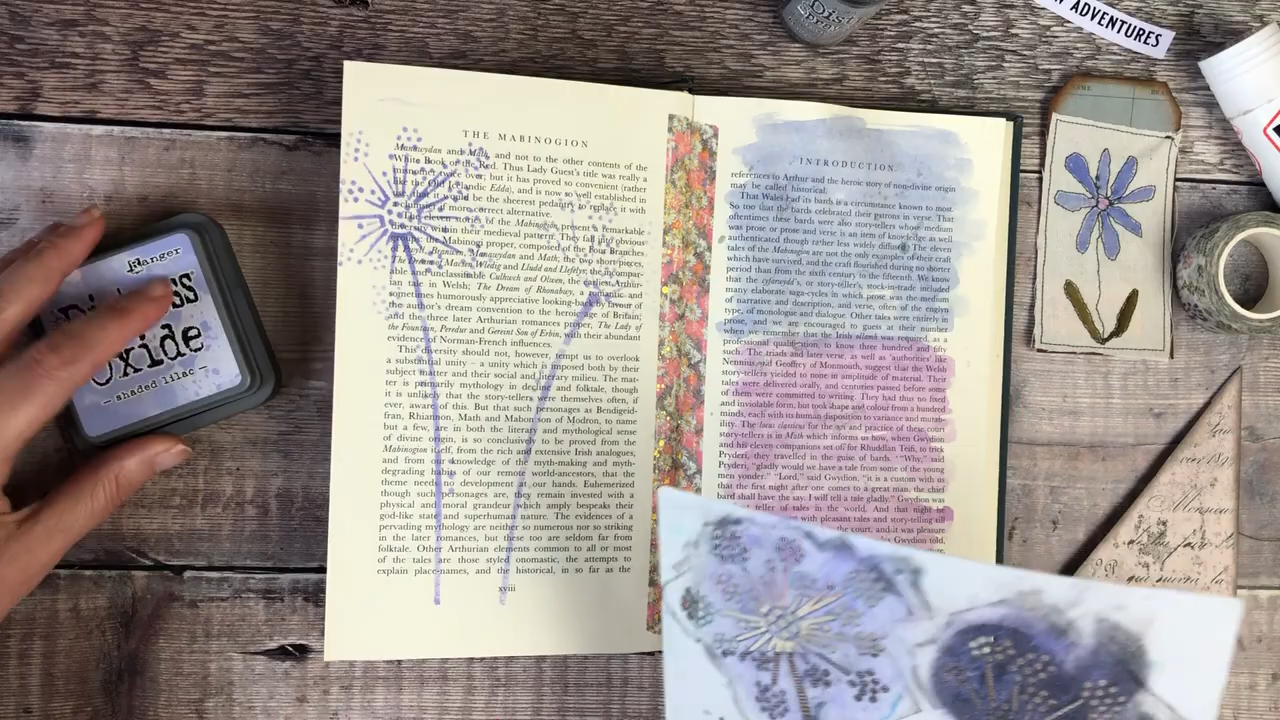 Dist
Spray
ADVENTURES
Ranger
Oxide
— shaded lilac —
THE MABINOGION
Manawydan and Math, and not to the other contents of the
White Book or the Red. Thus Lady Guest's title was really a
misnomer twice over; but it has proved so convenient (rather
like the Old Icelandic Edda), and is now so well established in
use, that it would be the sheerest pedantry to replace it with
a clumsier if more correct alternative.
The eleven stories of the Mabinogion present a remarkable
diversity within their medieval pattern. They fall into obvious
groups: the Mabinogi proper, composed of the Four Branches
of Pwyll, Branwen, Manawydan and Math; the two short pieces,
The Dream of Macsen Wledig and Lludd and Llefelys; the incompar-
able and unclassifiable Culhwch and Olwen, the earliest Arthur-
ian tale in Welsh; The Dream of Rhonabwy, a romantic and
sometimes humorously appreciative looking-back by favour of
the author's dream convention to the heroic age of Britain;
and the three later Arthurian romances proper, The Lady of
the Fountain, Peredur and Gereint Son of Erbin, with their abundant
evidence of Norman-French influences.
This diversity should not, however, tempt us to overlook
a substantial unity – a unity which is imposed both by their
subject matter and their social and literary milieu. The mat-
ter is primarily mythology in decline and folktale, though
it is unlikely that the story-tellers were themselves often, if
ever, aware of this. But that such personages as Bendigeid-
fran, Rhiannon, Math and Mabon son of Modron, to name
but a few, are in both the literary and mythological sense
of divine origin, is so conclusively to be proved from the
Mabinogion itself, from the rich and extensive Irish analogues,
and from our knowledge of the myth-making and myth-
degrading habits of our remote world-ancestors, that the
theme needs no development at our hands. Euhemerized
though such personages are, they remain invested with a
physical and moral grandeur which amply bespeaks their
god-like state and superhuman nature. The evidences of a
pervading mythology are neither so numerous nor so striking
in the later romances, but these too are seldom far from
folktale. Other Arthurian elements common to all or most
of the tales are those styled onomastic, the attempts to
explain place-names, and the historical, in so far as the
xviii
INTRODUCTION
references to Arthur and the heroic story of non-divine origin
may be called historical.
That Wales had its bards is a circumstance known to most.
So too that the bards celebrated their patrons in verse. That
oftentimes these bards were also story-tellers whose medium
was prose or prose and verse is an item of knowledge as well
authenticated though rather less widely diffused. The eleven
tales of the Mabinogion are not the only examples of their craft
which have survived, and the craft flourished during no shorter
period than from the sixth century to the fifteenth. We know
that the cyfarwydd's, or story-teller's, stock-in-trade included
many elaborate saga-cycles in which prose was the medium
of narrative and description, and verse, often of the englyn
type, of monologue and dialogue. Other tales were entirely in
prose, and we are encouraged to guess at their number
when we remember that the Irish ollamh was required, as a
professional qualification, to know three hundred and fifty
such. The triads and later verse, as well as 'authorities' like
Nennius and Geoffrey of Monmouth, suggest that the Welsh
story-tellers yielded to none in amplitude of material. Their
tales were delivered orally, and centuries passed before some
of them were committed to writing. They had thus no fixed
and inviolable form, but took shape and colour from a hundred
minds, each with its human disposition to variance and mutab-
ility. The locus classicus for the art and practice of these court
story-tellers is in Math which informs us how, when Gwydion
and his eleven companions set off for Rhuddlan Teifi, to trick
Pryderi, they travelled in the guise of bards. "Why," said
Pryderi, "gladly would we have a tale from some of the young
men yonder." "Lord," said Gwydion, "it is a custom with us
that the first night after one comes to a great man, the chief
bard shall have the say. I will tell a tale gladly." Gwydion was
teller of tales in the world. And that night
with pleasant tales and story-telling till
the court, and it was pleasure
Gwydion told,
Monsieur